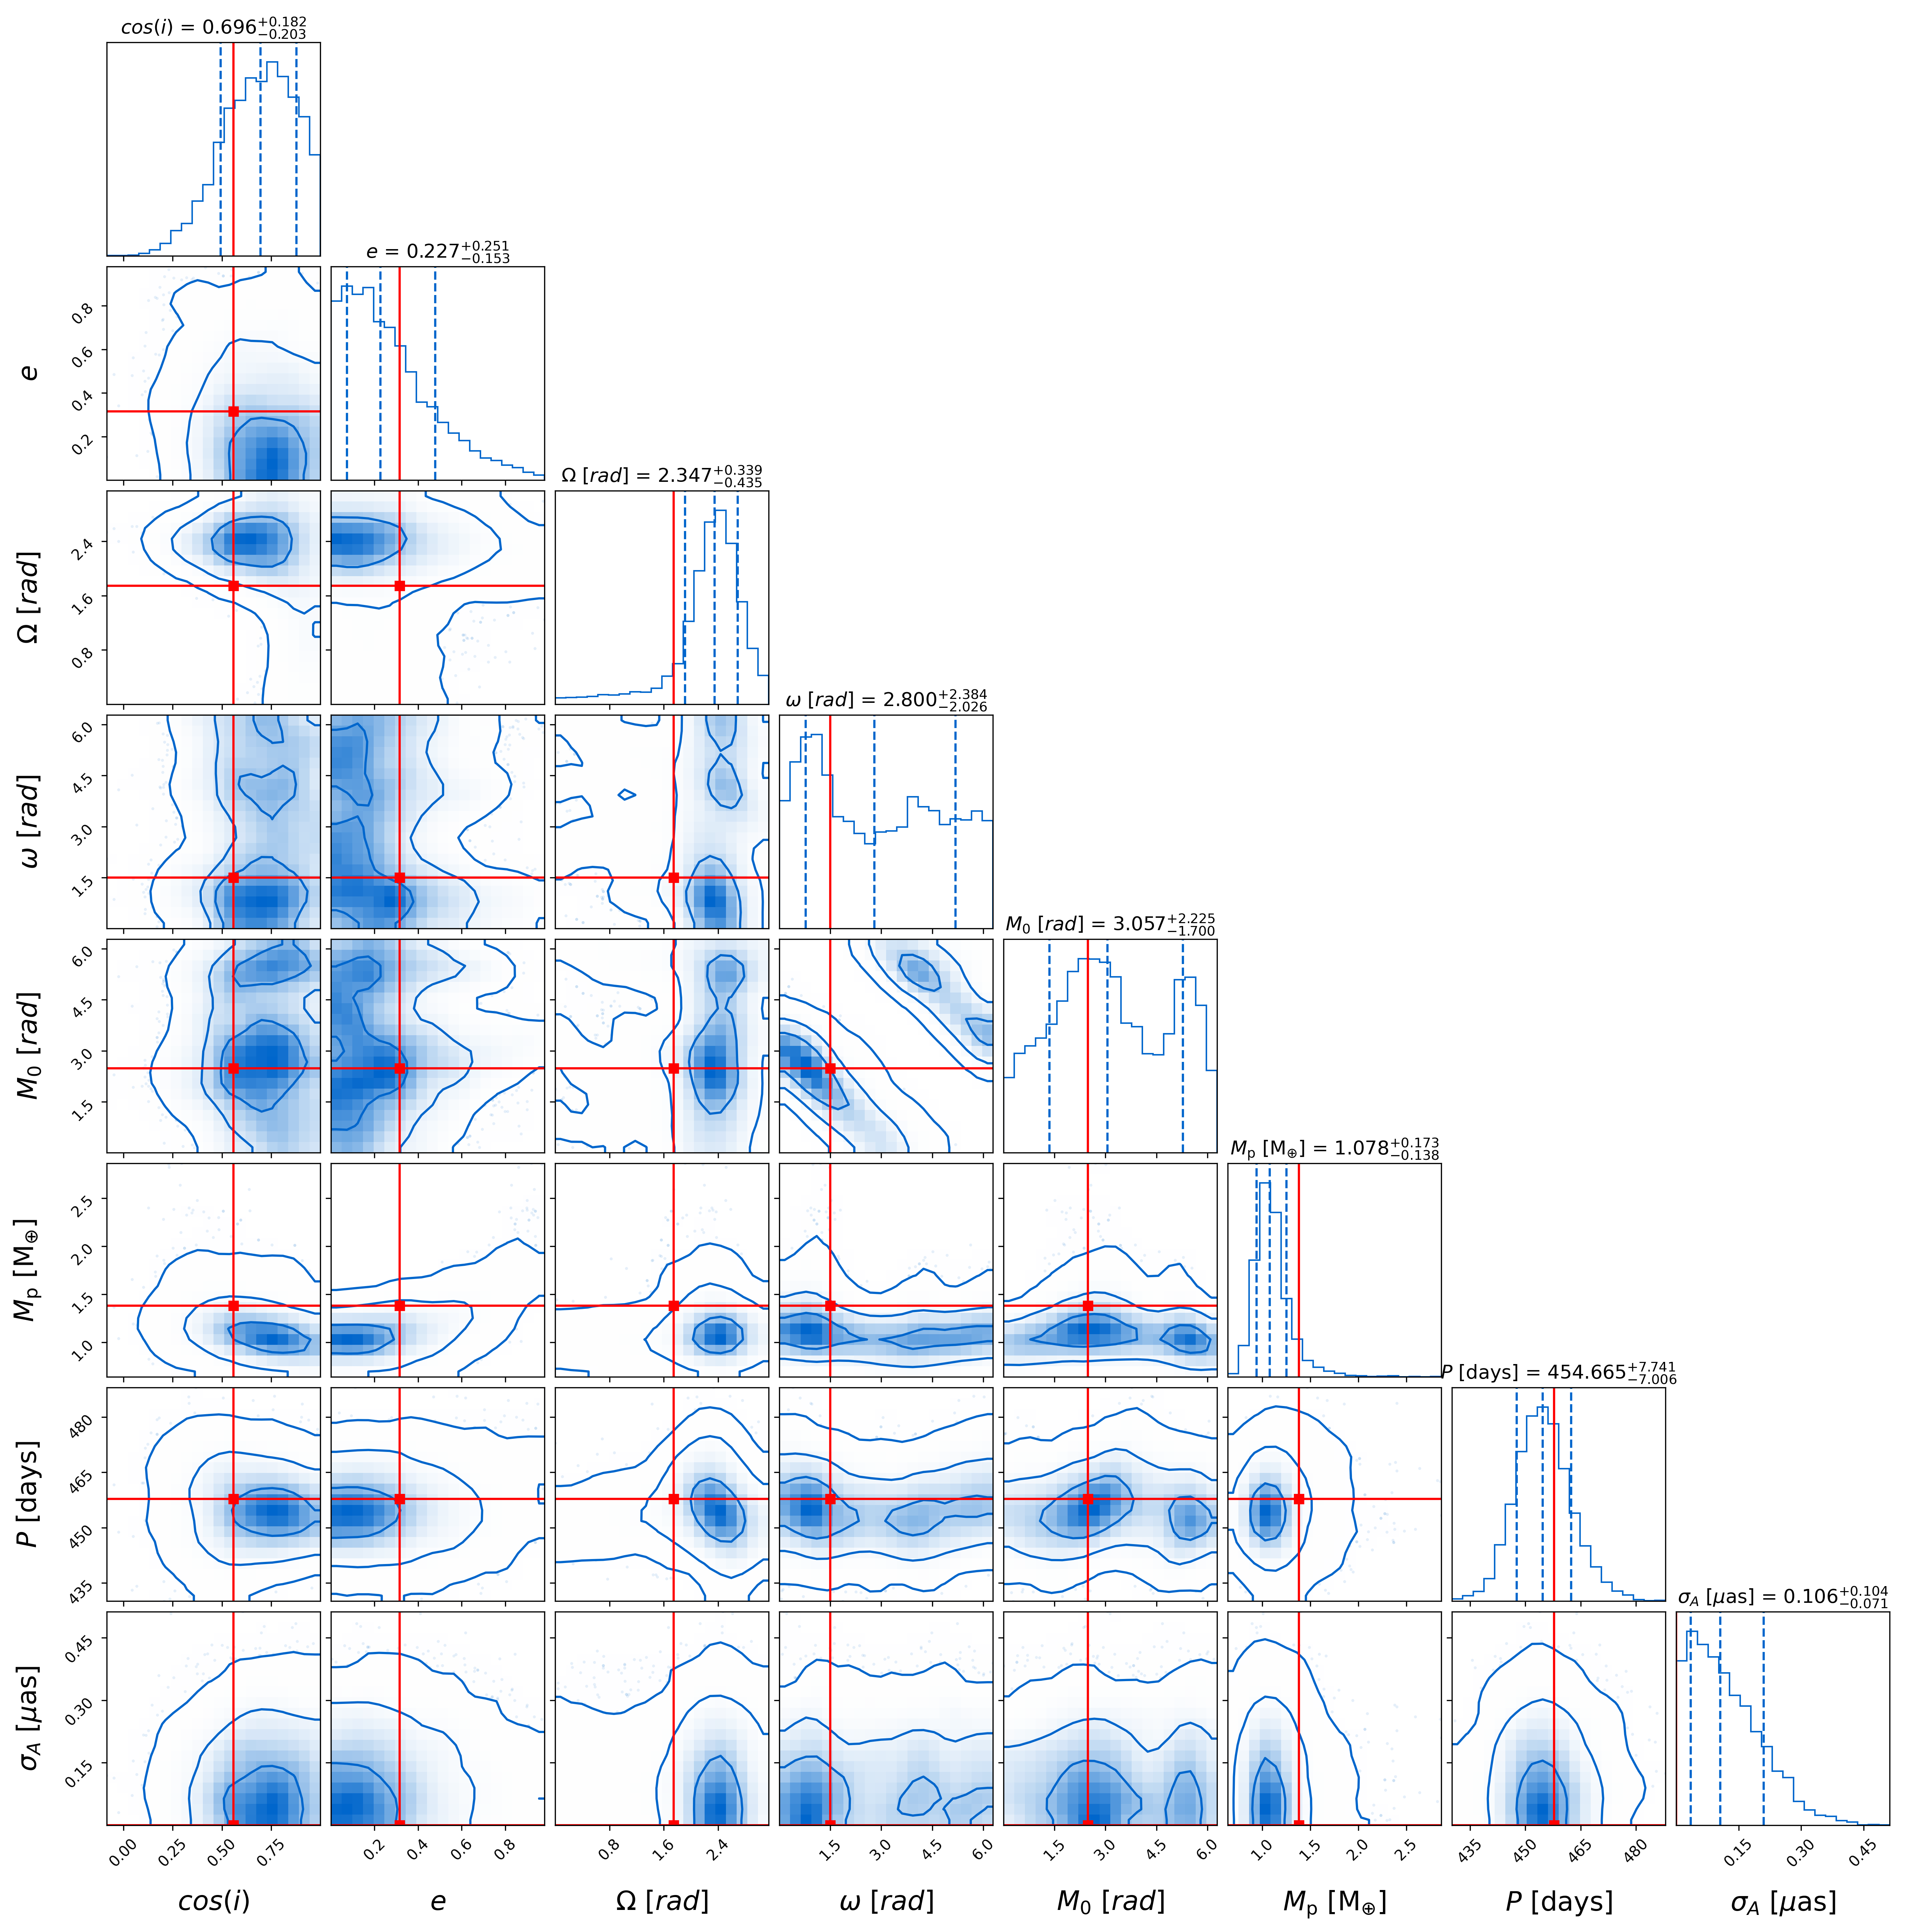 cos(i) = 0.696+0.182 −0.203
e = 0.227+0.251 −0.153
0.8
0.6
0.4
0.2
e
Ω [rad] = 2.347+0.339 −0.435
2.4
1.6
0.8
Ω [rad]
ω [rad] = 2.800+2.384 −2.026
6.0
4.5
3.0
1.5
ω [rad]
M0 [rad] = 3.057+2.225 −1.700
6.0
4.5
3.0
1.5
M0 [rad]
Mp [M⊕] = 1.078+0.173 −0.138
2.5
2.0
1.5
1.0
Mp [M⊕]
P [days] = 454.665+7.741 −7.006
480
465
450
435
P [days]
σA [μas] = 0.106+0.104 −0.071
0.45
0.30
0.15
σA [μas]
0.00 0.25 0.50 0.75 0.2 0.4 0.6 0.8 0.8 1.6 2.4 1.5 3.0 4.5 6.0 1.5 3.0 4.5 6.0 1.0 1.5 2.0 2.5 435 450 465 480 0.15 0.30 0.45
cos(i) e Ω [rad] ω [rad] M0 [rad] Mp [M⊕] P [days] σA [μas]